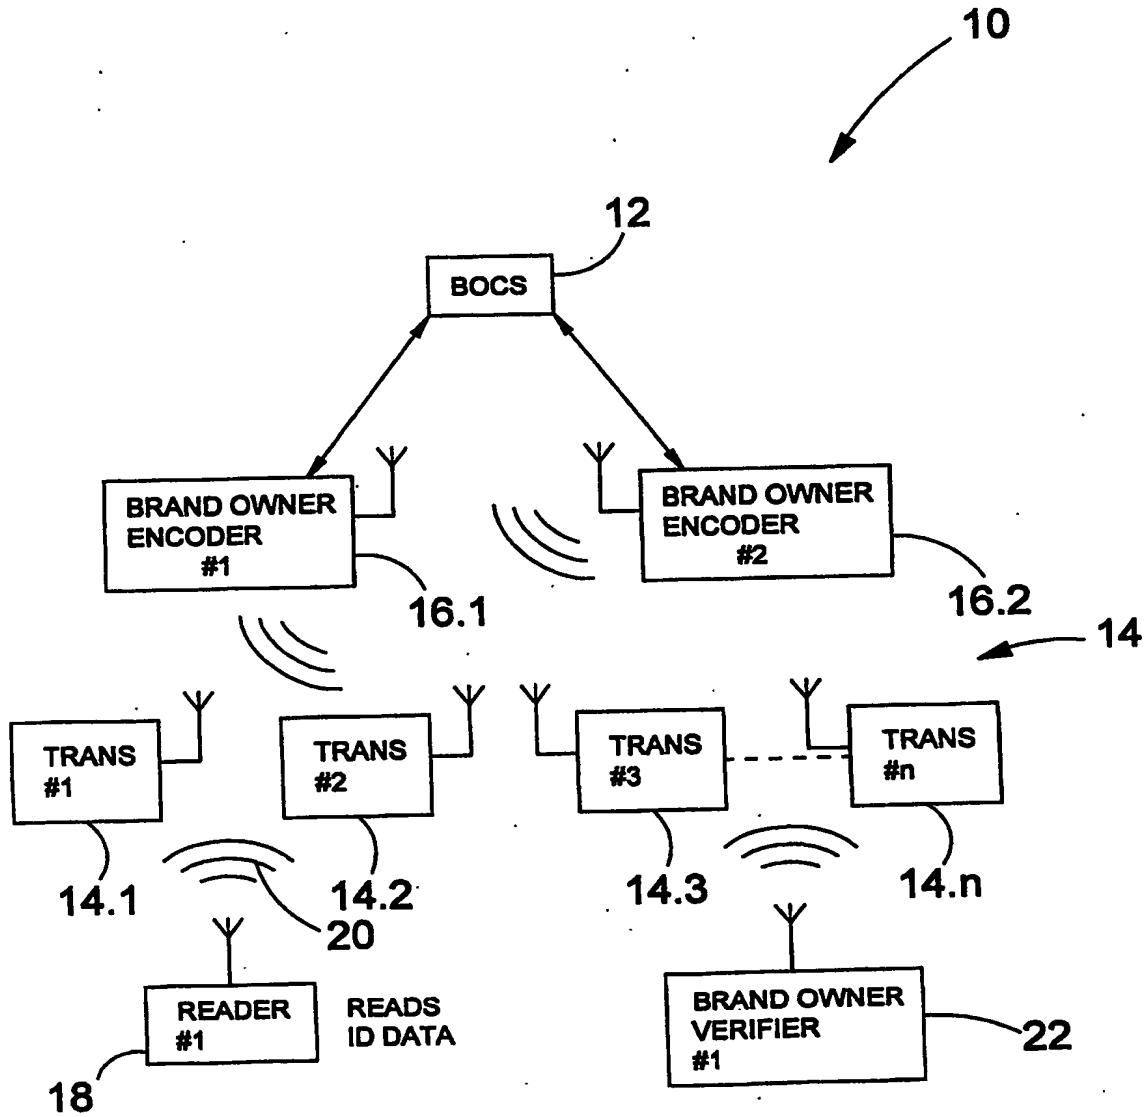 10
12
BOCS
BRAND OWNER
ENCODER
#1
BRAND OWNER
ENCODER
#2
16.1
16.2
14
TRANS
#1
TRANS
#2
TRANS
#3
TRANS
#n
14.1
14.2
14.3
14.n
20
READER
#1
READS
ID DATA
BRAND OWNER
VERIFIER
#1
18
22